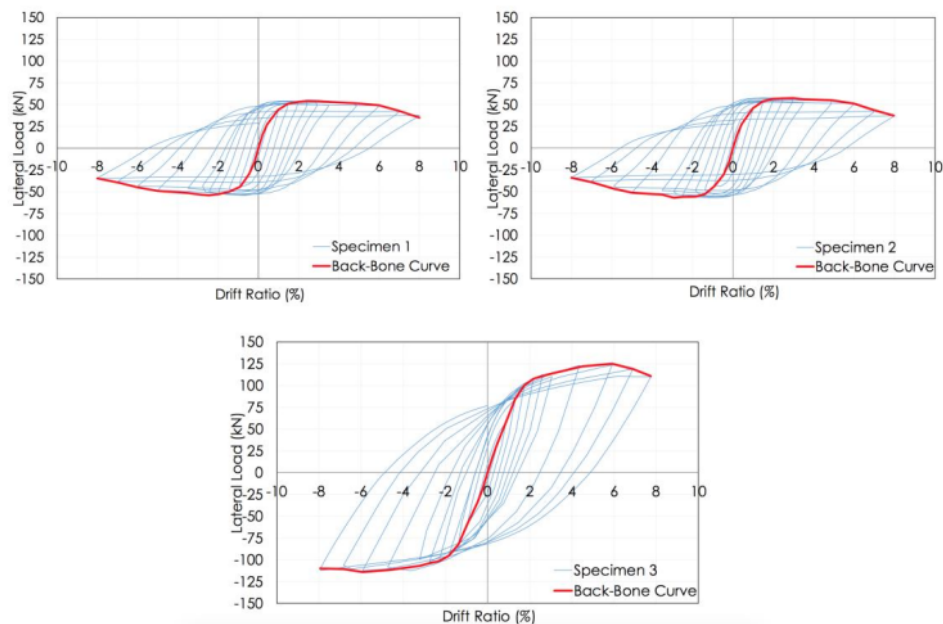 150
125
100
75
50
25
0
-25
-50
-75
-100
-125
-150
-10 -8 -6 -4 -2 0 2 4 6 8 10
Lateral Load (kN)
Specimen 1
Back-Bone Curve
Drift Ratio (%)
150
125
100
75
50
25
0
-25
-50
-75
-100
-125
-150
-10 -8 -6 -4 -2 0 2 4 6 8 10
Lateral Load (kN)
Specimen 2
Back-Bone Curve
Drift Ratio (%)
150
125
100
75
50
25
0
-25
-50
-75
-100
-125
-150
-10 -8 -6 -4 -2 0 2 4 6 8 10
Lateral Load (kN)
Specimen 3
Back-Bone Curve
Drift Ratio (%)